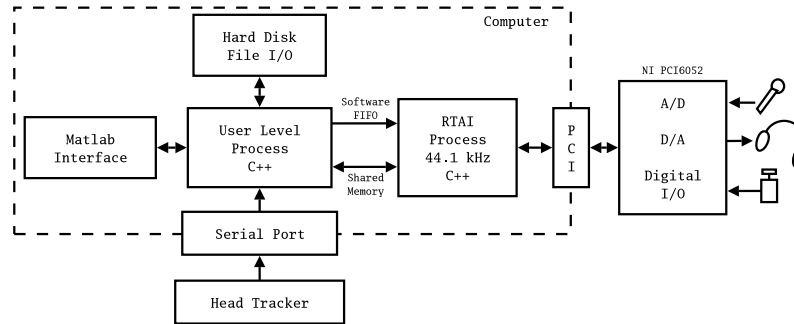 Computer
Hard Disk
File I/O
NI PCI6052
Matlab
Interface
User Level
Process
C++
Software
FIFO
Shared
Memory
RTAI
Process
44.1 kHz
C++
P
C
I
A/D
D/A
Digital
I/O
Serial Port
Head Tracker